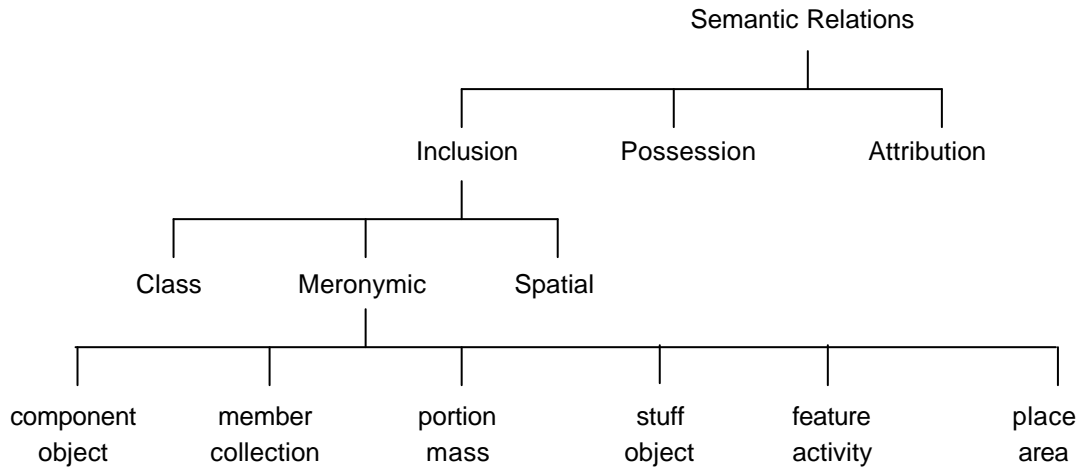 Semantic Relations
Inclusion Possession Attribution
Class Meronymic Spatial
component object
member collection
portion mass
stuff object
feature activity
place area